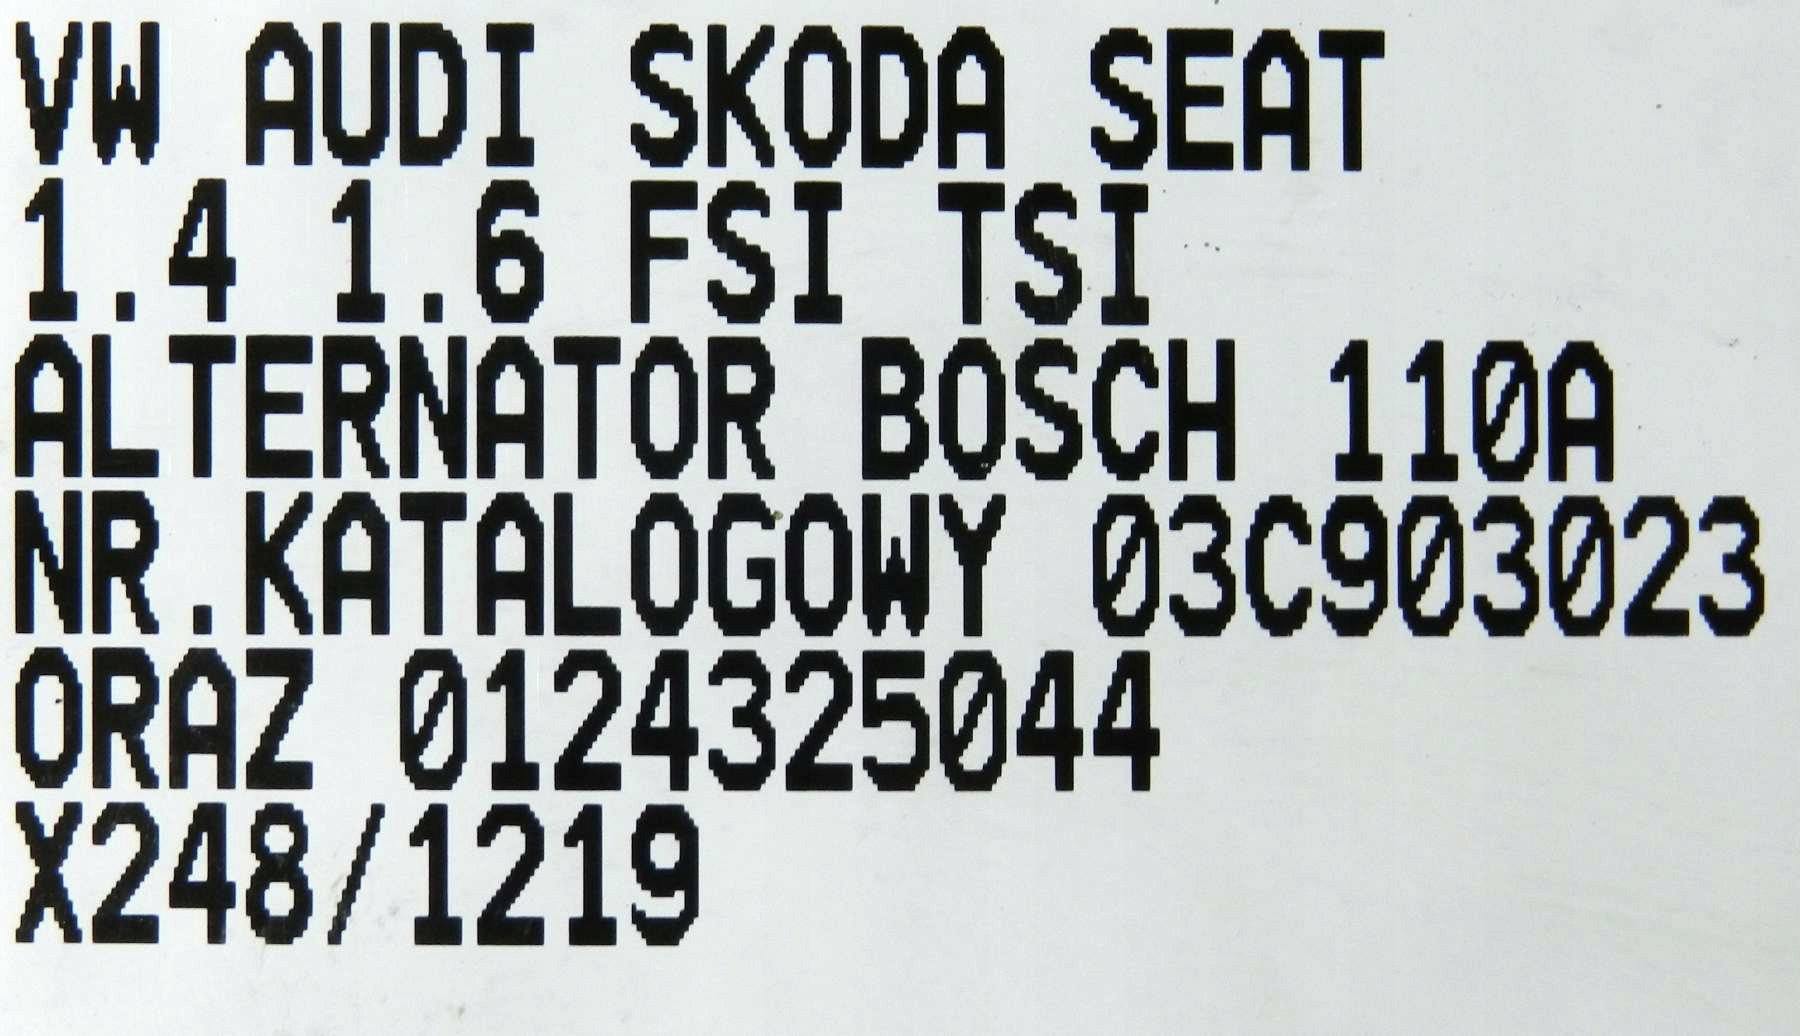 VW AUDI SKODA SEAT
1.4 1.6 FSI TSI
ALTERNATOR BOSCH 110A
NR.KATALOGOWY 03C903023
ORAZ 0124325044
X248/1219